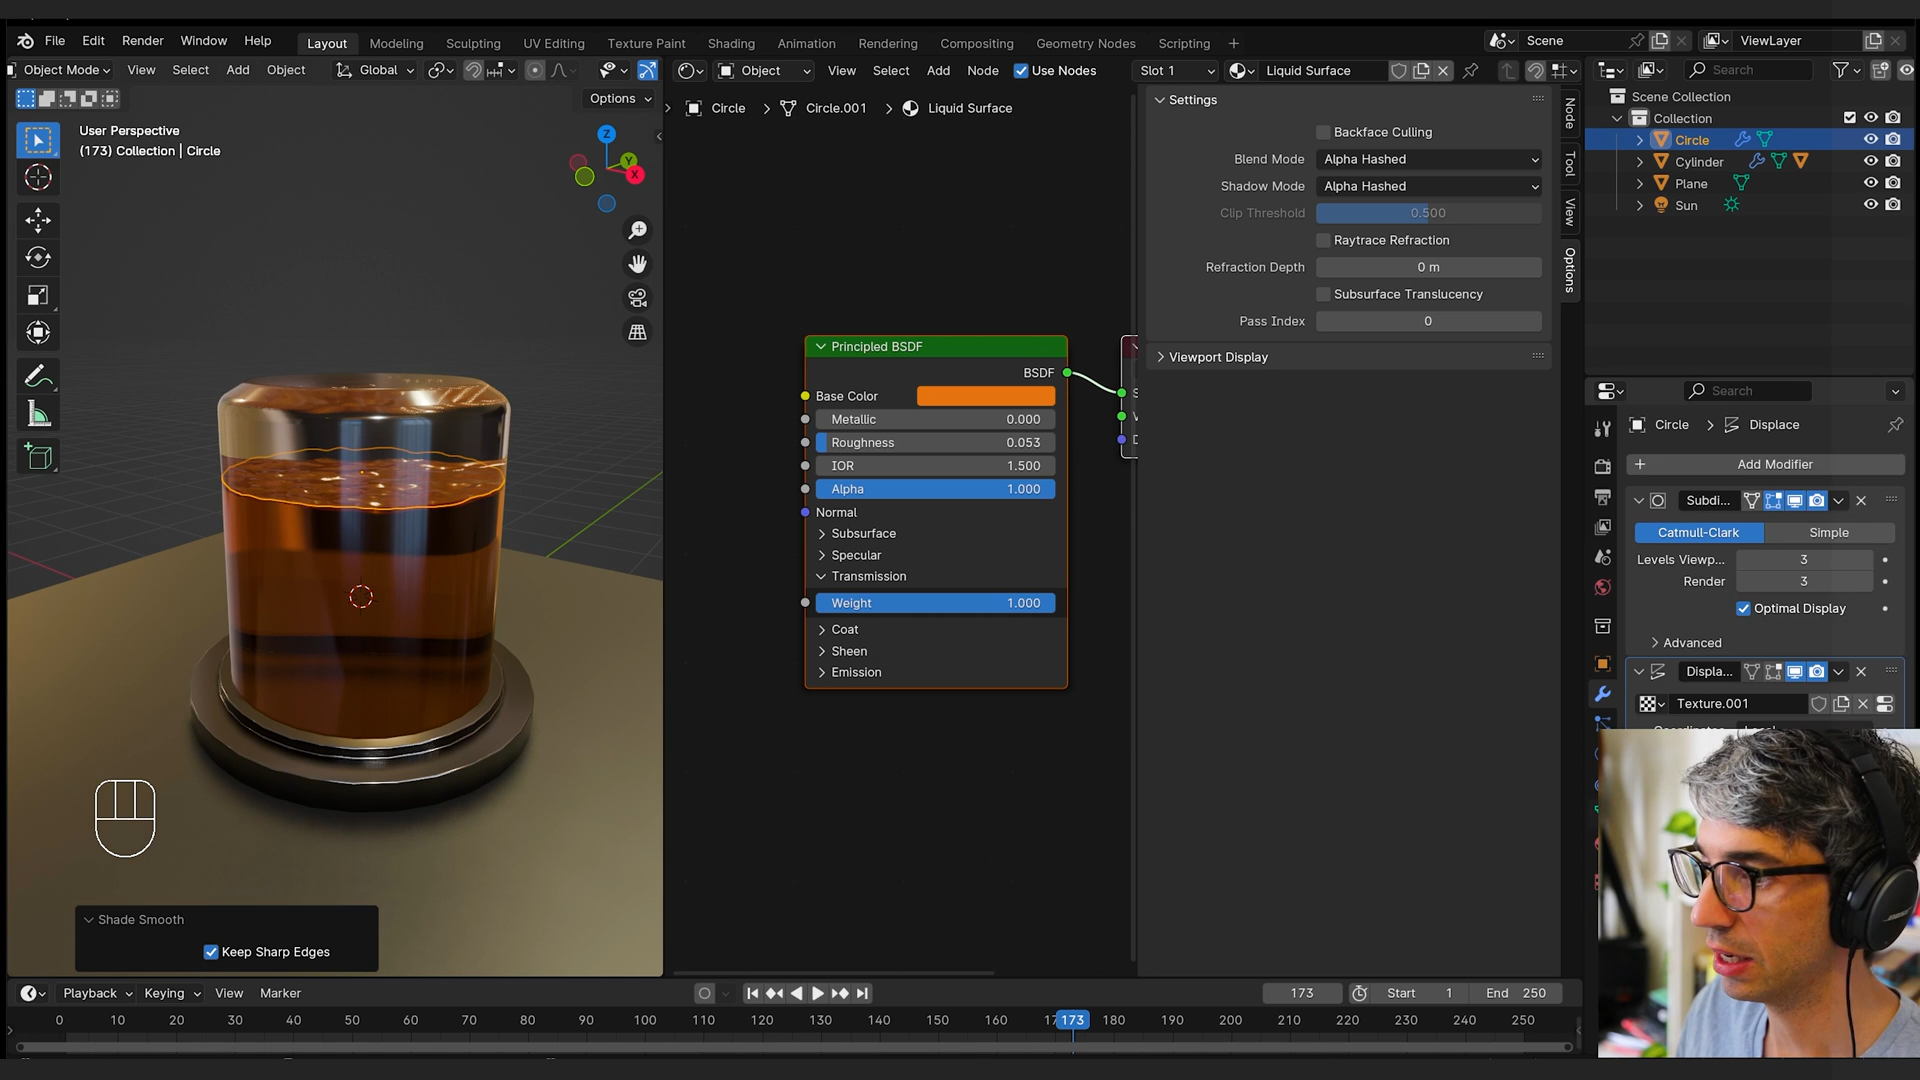 File Edit Render Window Help Layout Modeling Sculpting UV Editing Texture Paint Shading Animation Rendering Compositing Geometry Nodes Scripting + Scene ViewLayer
Object Mode View Select Add Object Global Object View Select Add Node Use Nodes Slot 1 Liquid Surface Search
Options
User Perspective
(173) Collection | Circle
Z
Y
X
Circle > Circle.001 > Liquid Surface
Principled BSDF
BSDF
Base Color
Metallic 0.000
Roughness 0.053
IOR 1.500
Alpha 1.000
Normal
Subsurface
Specular
Transmission
Weight 1.000
Coat
Sheen
Emission
Settings
Backface Culling
Blend Mode Alpha Hashed
Shadow Mode Alpha Hashed
Clip Threshold 0.500
Raytrace Refraction
Refraction Depth 0 m
Subsurface Translucency
Pass Index 0
Viewport Display
Node
Tool
View
Options
Scene Collection
Collection
Circle
Cylinder
Plane
Sun
Search
Circle > Displace
+ Add Modifier
Subdi...
Catmull-Clark Simple
Levels Viewp... 3
Render 3
Optimal Display
Advanced
Displa...
Texture.001
Shade Smooth
Keep Sharp Edges
Playback Keying View Marker 173 Start 1 End 250
0 10 20 30 40 50 60 70 80 90 100 110 120 130 140 150 160 173 180 190 200 210 220 230 240 250